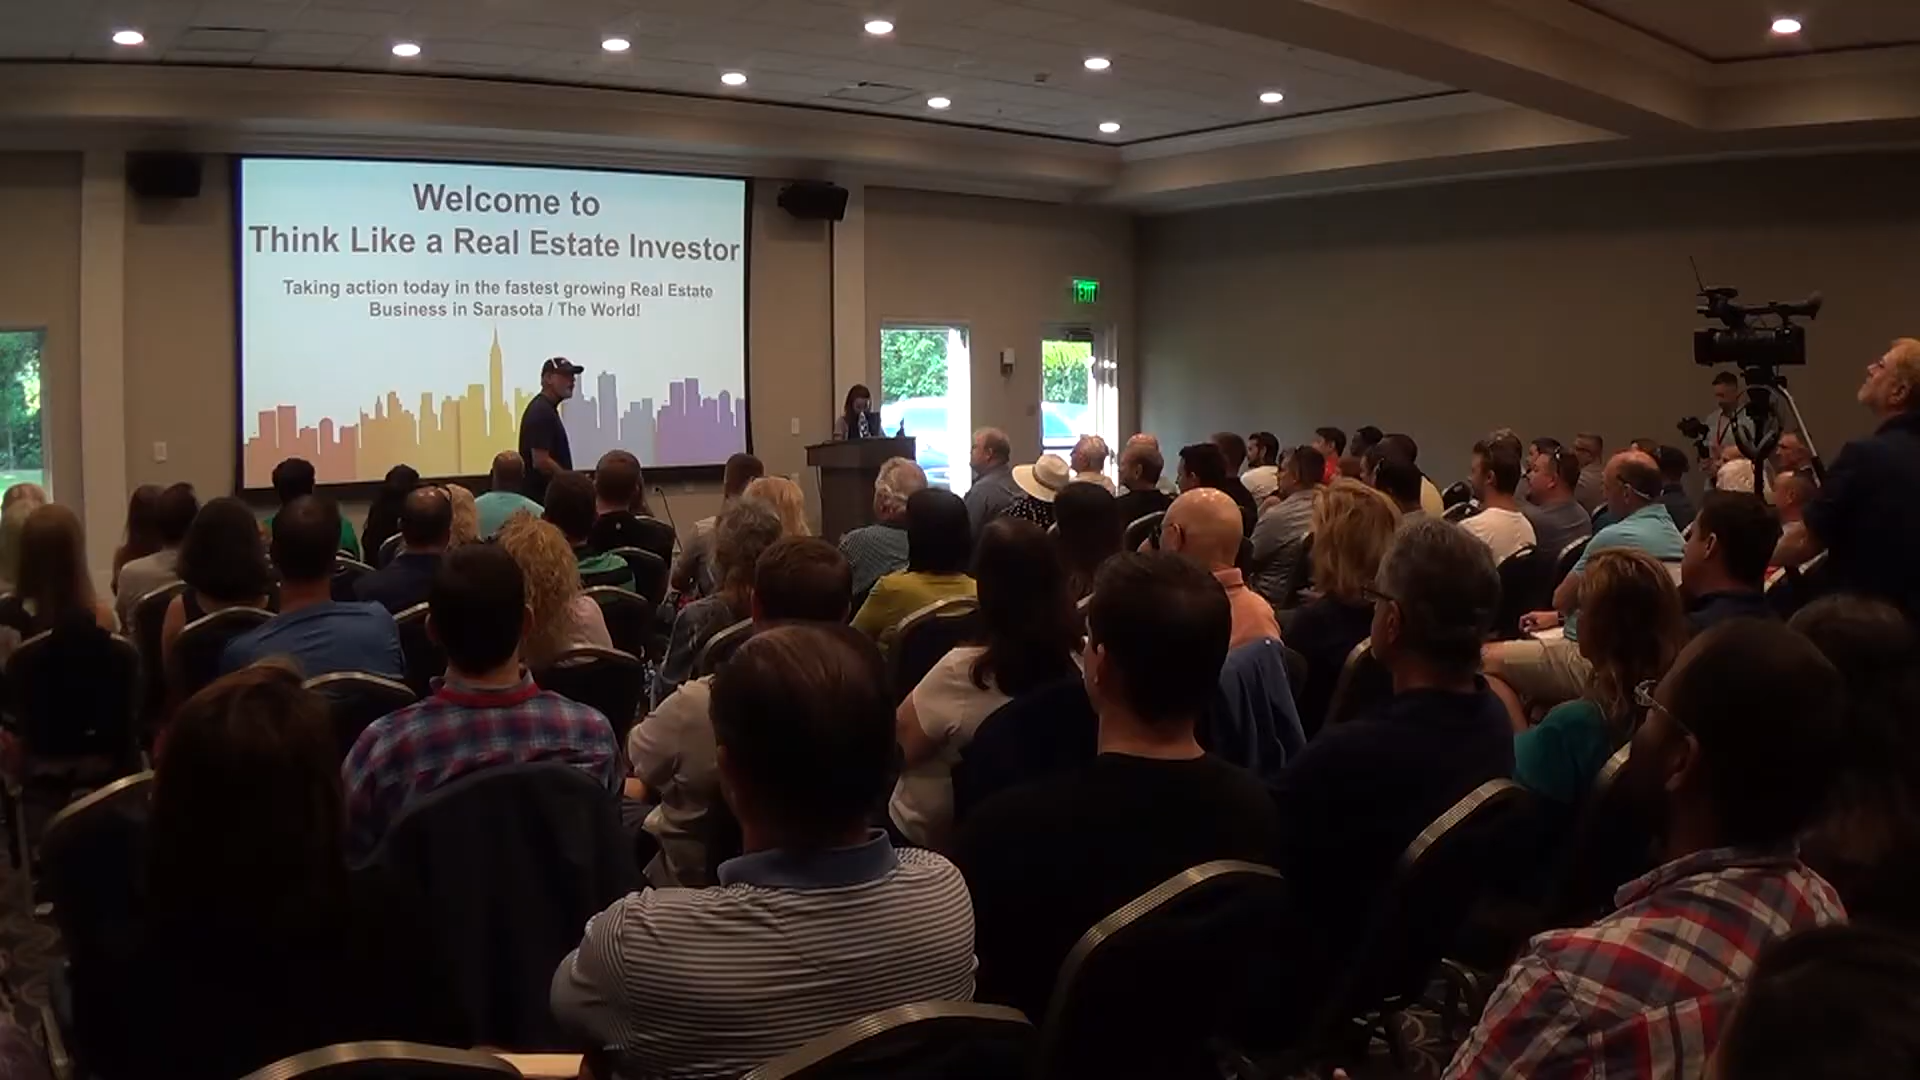 Welcome to
Think Like a Real Estate Investor
Taking action today in the fastest growing Real Estate
Business in Sarasota / The World!
EXIT